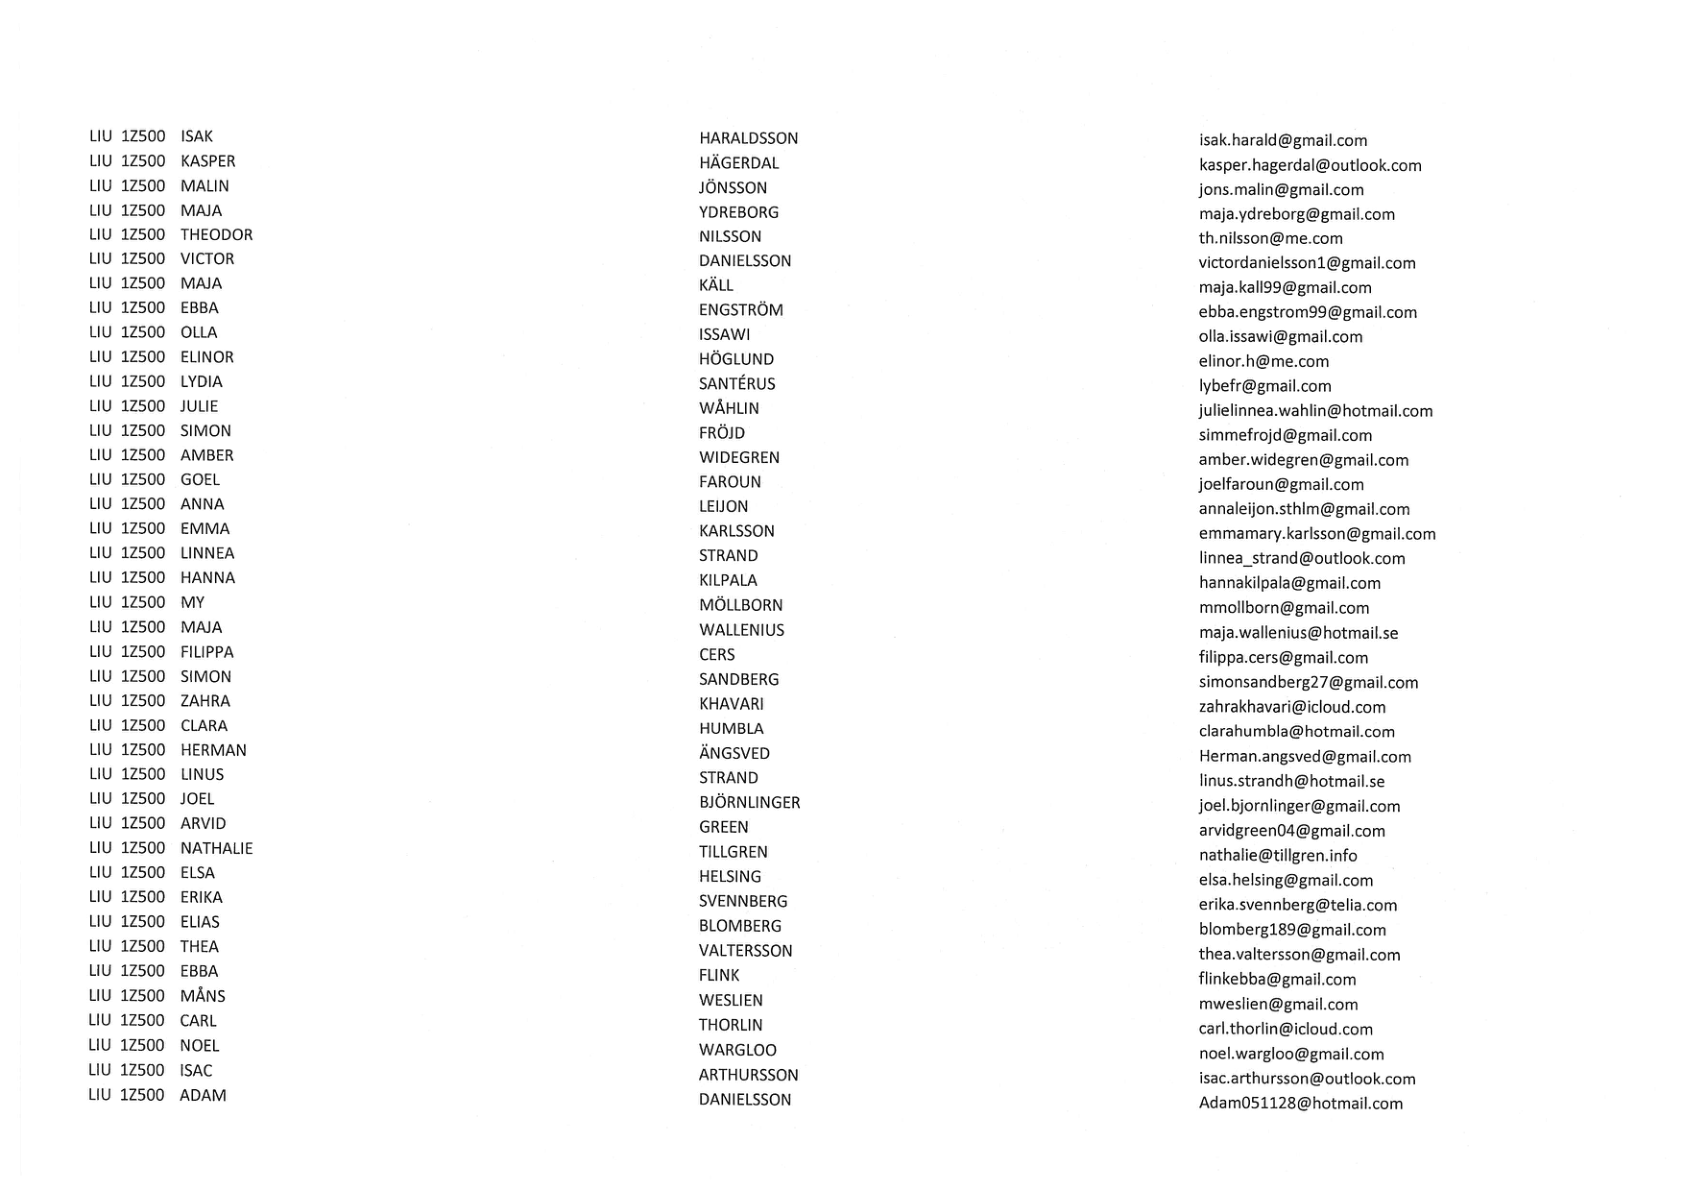 LIU 1Z500 ISAK HARALDSSON isak.harald@gmail.com
LIU 1Z500 KASPER HÄGERDAL kasper.hagerdal@outlook.com
LIU 1Z500 MALIN JÖNSSON jons.malin@gmail.com
LIU 1Z500 MAJA YDREBORG maja.ydreborg@gmail.com
LIU 1Z500 THEODOR NILSSON th.nilsson@me.com
LIU 1Z500 VICTOR DANIELSSON victordanielsson1@gmail.com
LIU 1Z500 MAJA KÄLL maja.kall99@gmail.com
LIU 1Z500 EBBA ENGSTRÖM ebba.engstrom99@gmail.com
LIU 1Z500 OLLA ISSAWI olla.issawi@gmail.com
LIU 1Z500 ELINOR HÖGLUND elinor.h@me.com
LIU 1Z500 LYDIA SANTÉRUS lybefr@gmail.com
LIU 1Z500 JULIE WÅHLIN julielinnea.wahlin@hotmail.com
LIU 1Z500 SIMON FRÖJD simmefrojd@gmail.com
LIU 1Z500 AMBER WIDEGREN amber.widegren@gmail.com
LIU 1Z500 GOEL FAROUN joelfaroun@gmail.com
LIU 1Z500 ANNA LEIJON annaleijon.sthlm@gmail.com
LIU 1Z500 EMMA KARLSSON emmamary.karlsson@gmail.com
LIU 1Z500 LINNEA STRAND linnea_strand@outlook.com
LIU 1Z500 HANNA KILPALA hannakilpala@gmail.com
LIU 1Z500 MY MÖLLBORN mmollborn@gmail.com
LIU 1Z500 MAJA WALLENIUS maja.wallenius@hotmail.se
LIU 1Z500 FILIPPA CERS filippa.cers@gmail.com
LIU 1Z500 SIMON SANDBERG simonsandberg27@gmail.com
LIU 1Z500 ZAHRA KHAVARI zahrakhavari@icloud.com
LIU 1Z500 CLARA HUMBLA clarahumbla@hotmail.com
LIU 1Z500 HERMAN ÄNGSVED Herman.angsved@gmail.com
LIU 1Z500 LINUS STRAND linus.strandh@hotmail.se
LIU 1Z500 JOEL BJÖRNLINGER joel.bjornlinger@gmail.com
LIU 1Z500 ARVID GREEN arvidgreen04@gmail.com
LIU 1Z500 NATHALIE TILLGREN nathalie@tillgren.info
LIU 1Z500 ELSA HELSING elsa.helsing@gmail.com
LIU 1Z500 ERIKA SVENNBERG erika.svennberg@telia.com
LIU 1Z500 ELIAS BLOMBERG blomberg189@gmail.com
LIU 1Z500 THEA VALTERSSON thea.valtersson@gmail.com
LIU 1Z500 EBBA FLINK flinkebba@gmail.com
LIU 1Z500 MÅNS WESLIEN mweslien@gmail.com
LIU 1Z500 CARL THORLIN carl.thorlin@icloud.com
LIU 1Z500 NOEL WARGLOO noel.wargloo@gmail.com
LIU 1Z500 ISAC ARTHURSSON isac.arthursson@outlook.com
LIU 1Z500 ADAM DANIELSSON Adam051128@hotmail.com